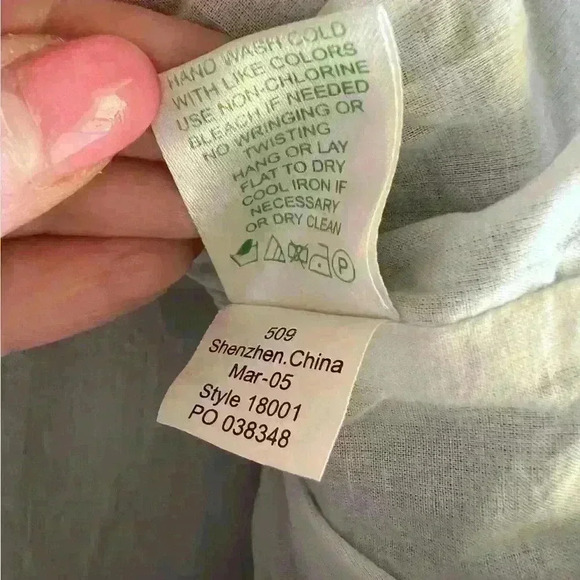 HAND WASH COLD
WITH LIKE COLORS
USE NON-CHLORINE
BLEACH IF NEEDED
NO WRINGING OR
TWISTING
HANG OR LAY
FLAT TO DRY
COOL IRON IF
NECESSARY
OR DRY CLEAN
P
509
Shenzhen.China
Mar-05
Style 18001
PO 038348